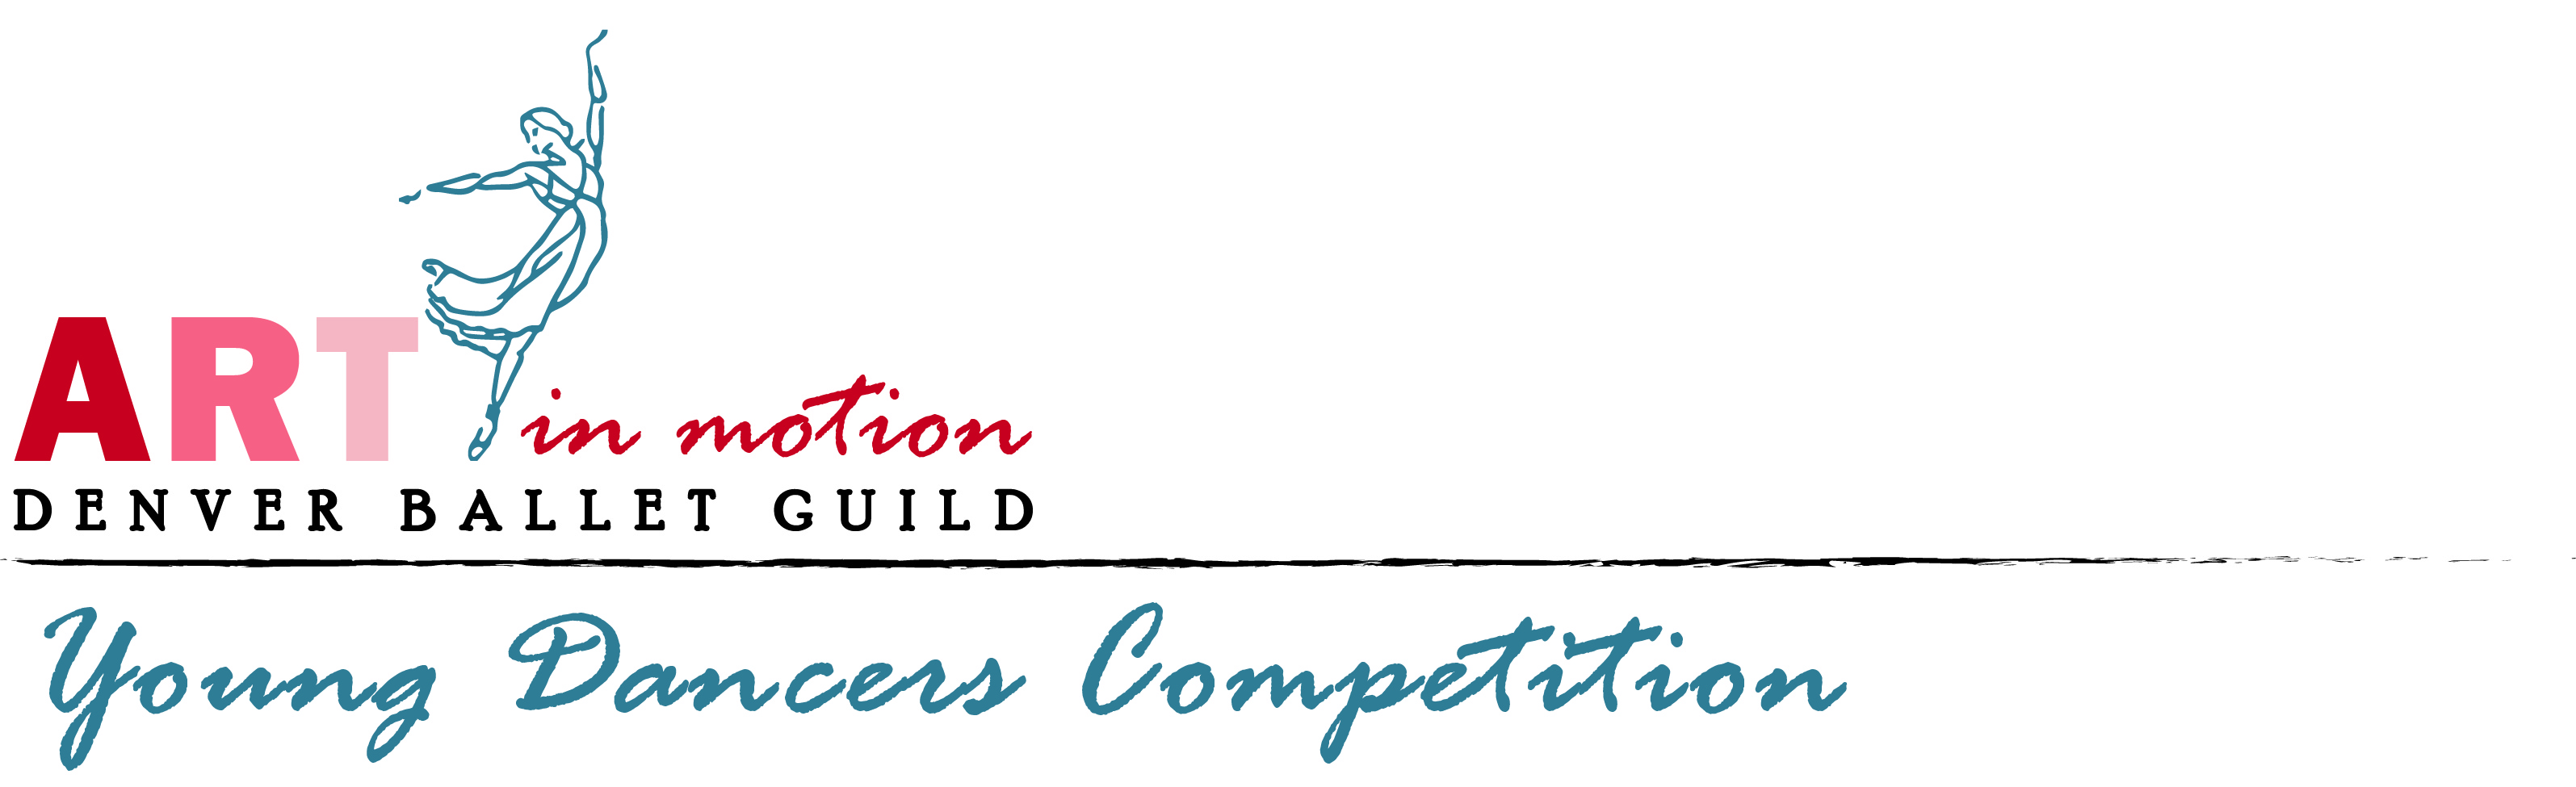 ART in motion
DENVER BALLET GUILD
Young Dancers Competition